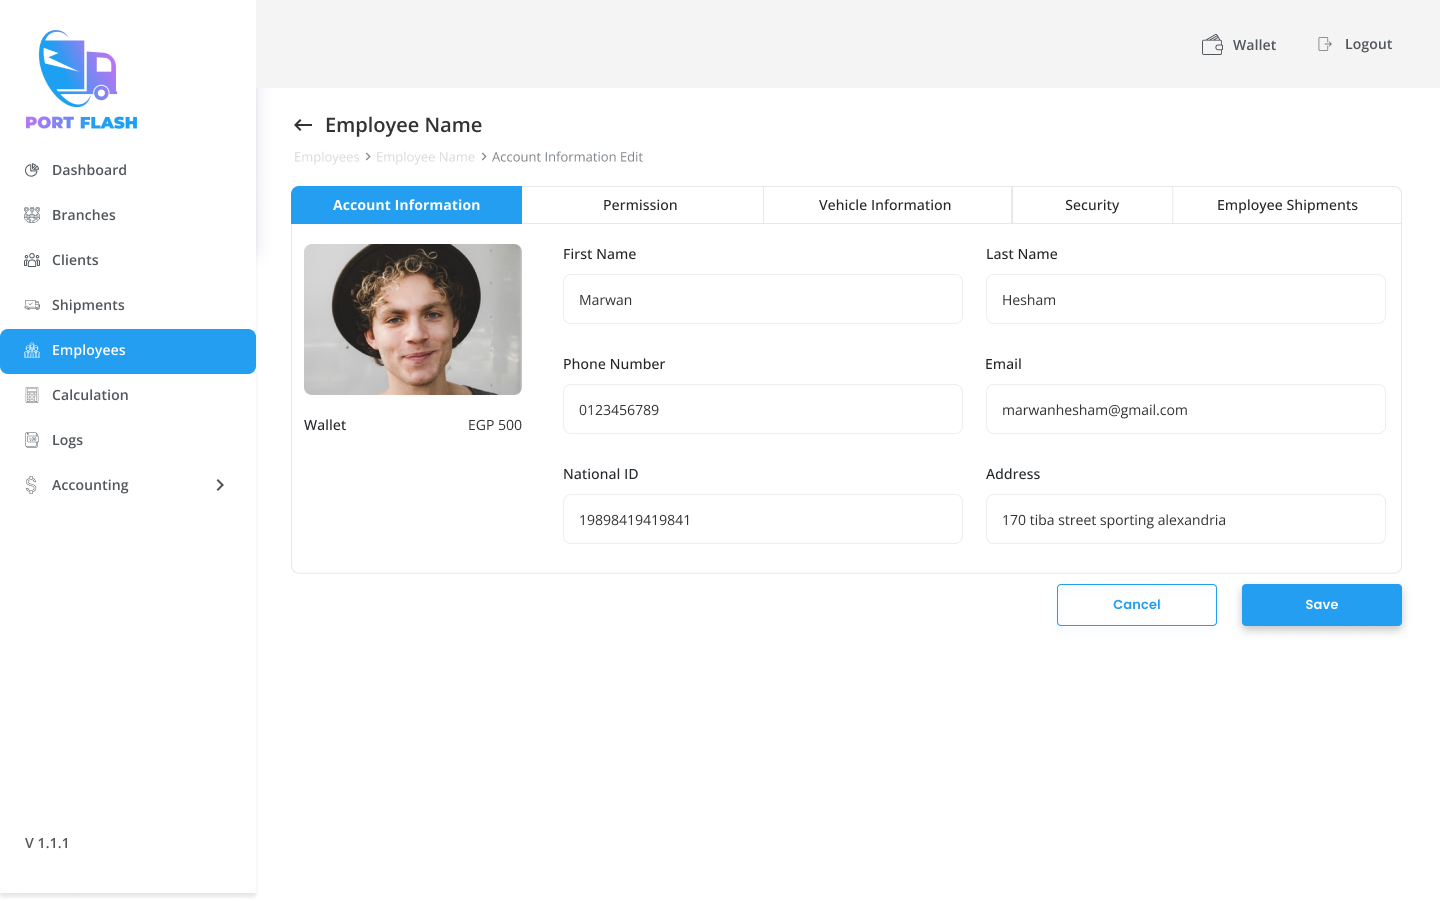 PORT FLASH
Wallet
Logout
Dashboard
Branches
Clients
Shipments
Employees
Calculation
Logs
Accounting
V 1.1.1
Employee Name
Employees > Employee Name > Account Information Edit
Account Information
Permission
Vehicle Information
Security
Employee Shipments
Wallet EGP 500
First Name
Marwan
Last Name
Hesham
Phone Number
0123456789
Email
marwanhesham@gmail.com
National ID
19898419419841
Address
170 tiba street sporting alexandria
Cancel
Save